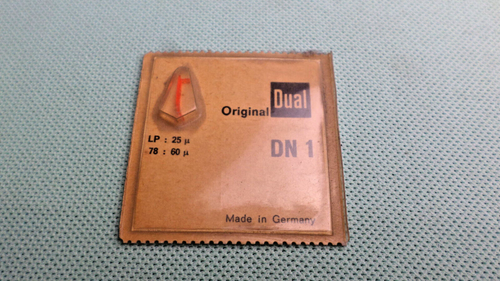 Original Dual
LP : 25 µ
78 : 60 µ
DN 1
Made in Germany